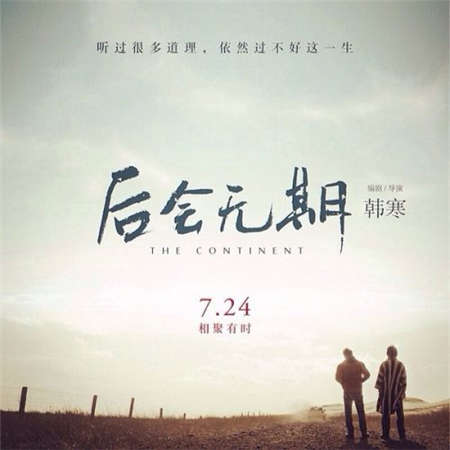 听过很多道理，依然过不好这一生
后会无期
编剧/导演
韩寒
THE CONTINENT
7.24
相聚有时